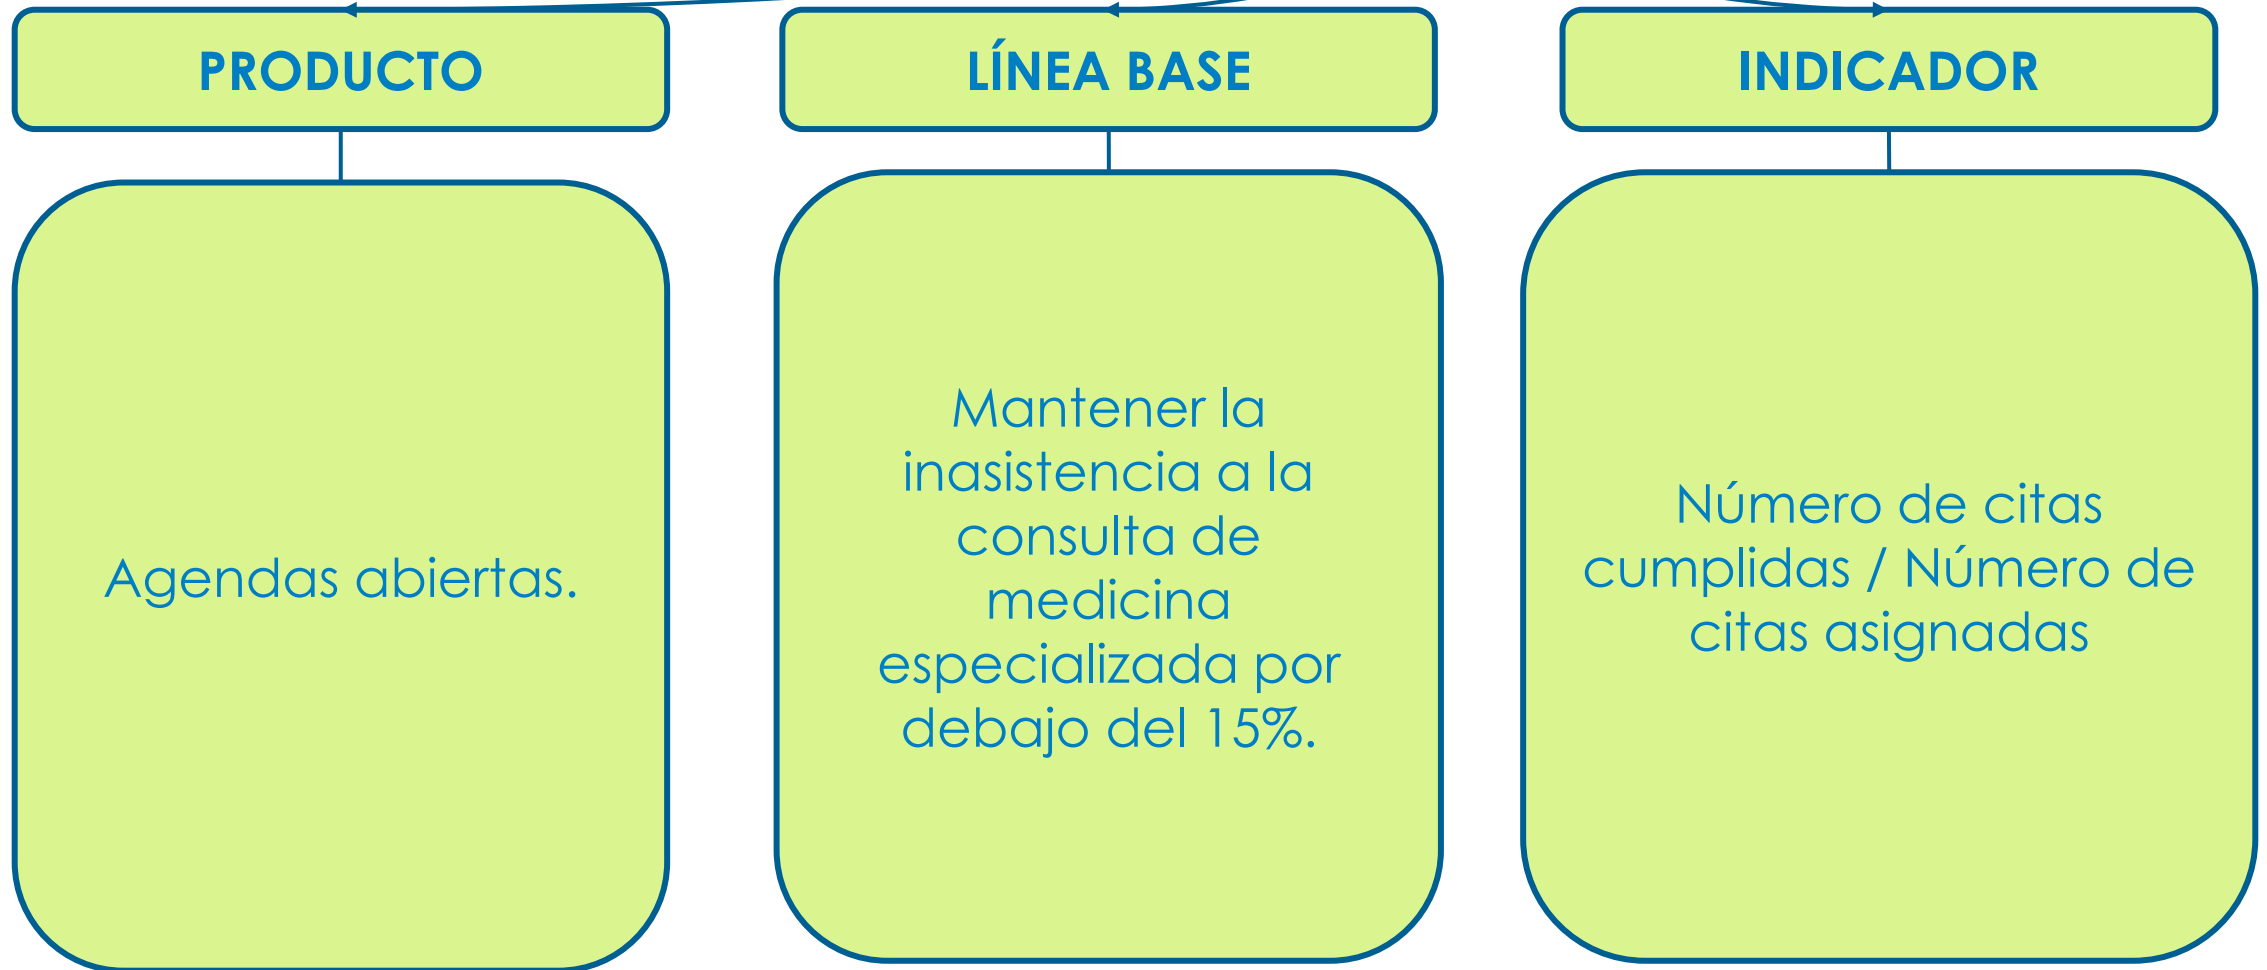 PRODUCTO
Agendas abiertas.
LÍNEA BASE
Mantener la
inasistencia a la
consulta de
medicina
especializada por
debajo del 15%.
INDICADOR
Número de citas
cumplidas / Número de
citas asignadas